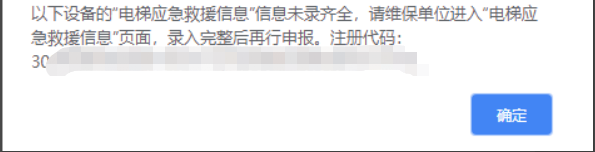 以下设备的“电梯应急救援信息”信息未录齐全，请维保单位进入“电梯应
急救援信息”页面，录入完整后再行申报。注册代码：
30
确定